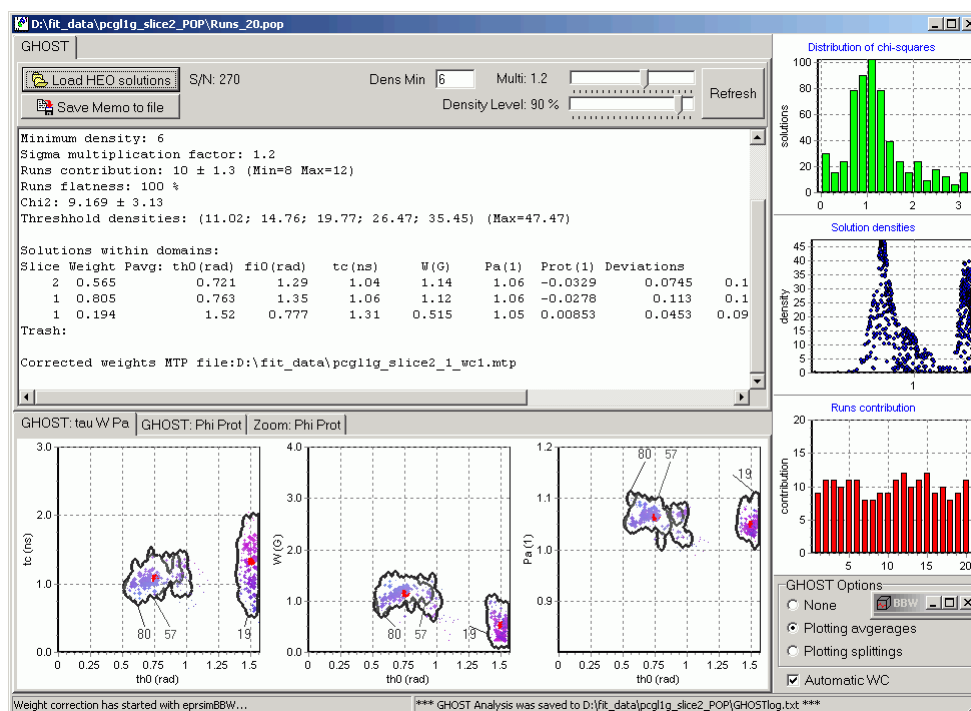 D:\fit_data\pcgl1g_slice2_POP\Runs_20.pop
GHOST
Load HEO solutions
S/N: 270
Dens Min 6 Multi: 1.2
Save Memo to file
Density Level: 90 %
Refresh
Minimum density: 6
Sigma multiplication factor: 1.2
Runs contribution: 10 ± 1.3 (Min=8 Max=12)
Runs flatness: 100 %
Chi2: 9.169 ± 3.13
Threshhold densities: (11.02; 14.76; 19.77; 26.47; 35.45) (Max=47.47)
Solutions within domains:
Slice Weight Pavg: th0(rad) fi0(rad) tc(ns) W(G) Pa(1) Prot(1) Deviations
2 0.565 0.721 1.29 1.04 1.14 1.06 -0.0329 0.0745 0.1
1 0.805 0.763 1.35 1.06 1.12 1.06 -0.0278 0.113 0.1
1 0.194 1.52 0.777 1.31 0.515 1.05 0.00853 0.0453 0.09
Trash:
Corrected weights MTP file:D:\fit_data\pcgl1g_slice2_1_wc1.mtp
GHOST: tau W Pa GHOST: Phi Prot Zoom: Phi Prot
3.0
2.0
1.0
0.0
tc (ns)
80 57 19
0 0.25 0.5 0.75 1 1.25 1.5
th0 (rad)
4.0
3.0
2.0
1.0
0.0
W (G)
80 57 19
0 0.25 0.5 0.75 1 1.25 1.5
th0 (rad)
1.2
1.1
1.0
0.9
Pa (1)
80 57 19
0 0.25 0.5 0.75 1 1.25 1.5
th0 (rad)
Distribution of chi-squares
100
80
60
40
20
0
solutions
0 1 2 3
Solution densities
45
40
35
30
25
20
15
10
5
0
density
1
Runs contribution
20
15
10
5
0
contribution
5 10 15 20
GHOST Options
None
BBW
Plotting avgerages
Plotting splittings
Automatic WC
Weight correction has started with eprsimBBW...
*** GHOST Analysis was saved to D:\fit_data\pcgl1g_slice2_POP\GHOSTlog.txt ***